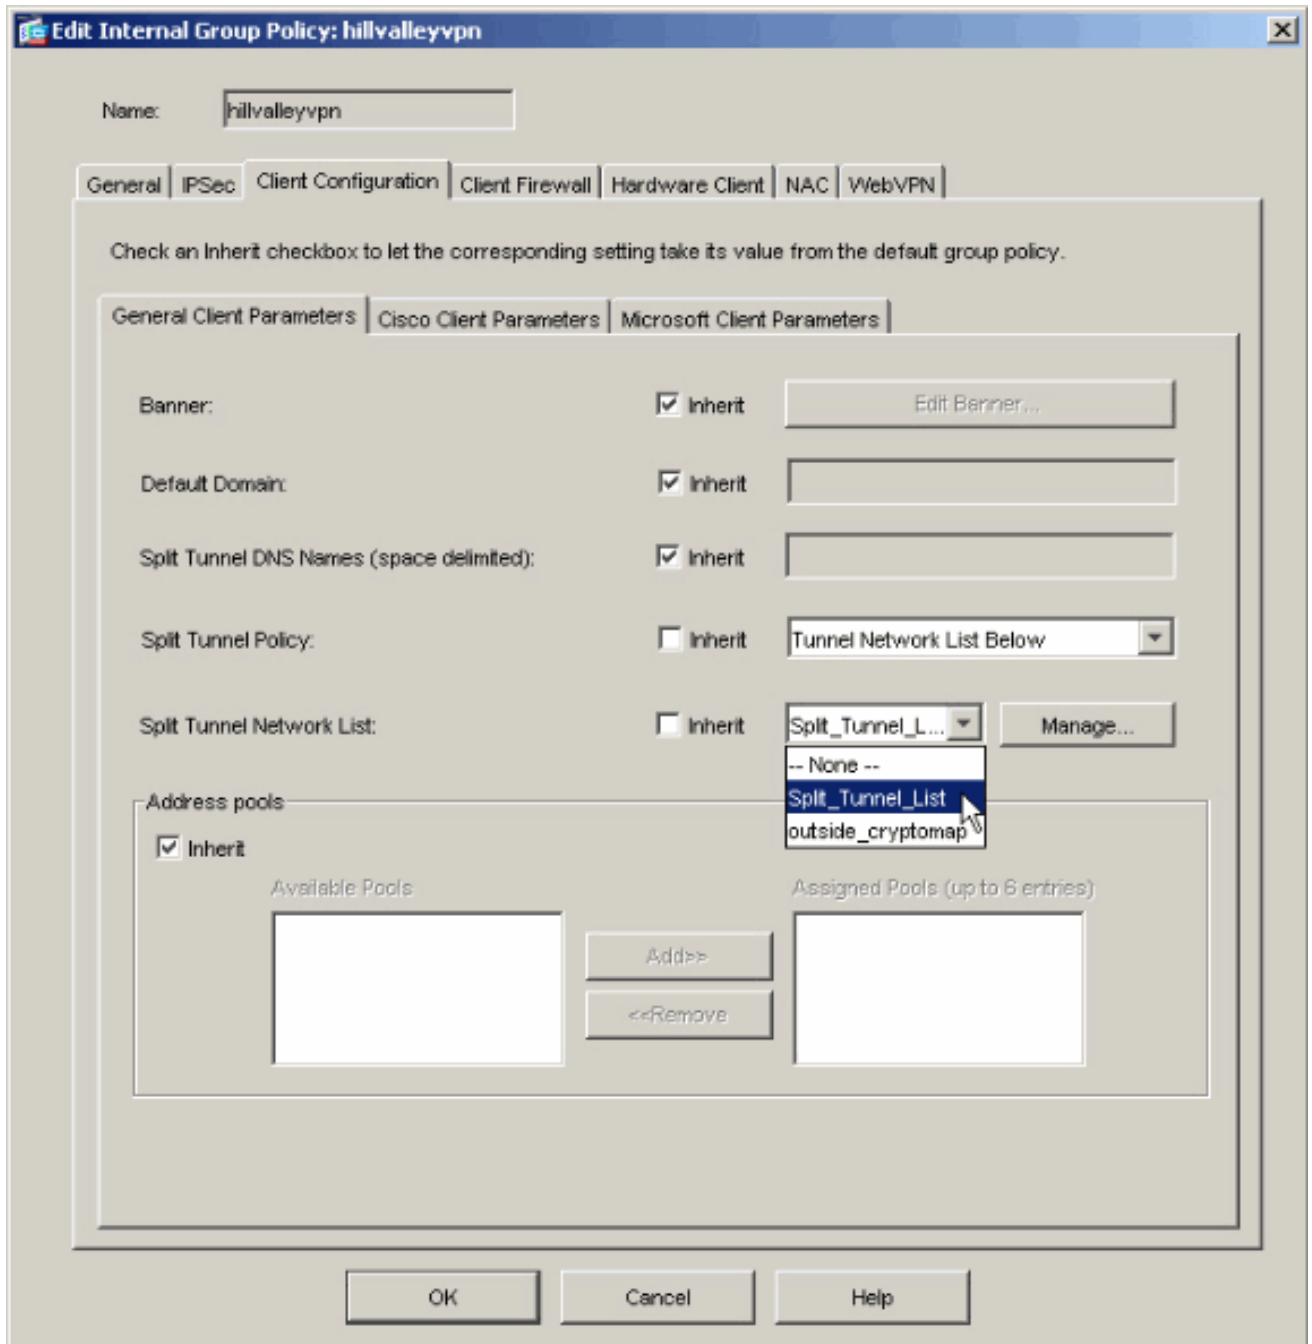 Edit Internal Group Policy: hillvalleyvpn
Name: hillvalleyvpn
General IPSec Client Configuration Client Firewall Hardware Client NAC WebVPN
Check an Inherit checkbox to let the corresponding setting take its value from the default group policy.
General Client Parameters Cisco Client Parameters Microsoft Client Parameters
Banner: Inherit Edit Banner...
Default Domain: Inherit
Split Tunnel DNS Names (space delimited): Inherit
Split Tunnel Policy: Inherit Tunnel Network List Below
Split Tunnel Network List: Inherit Split_Tunnel_L... Manage...
-- None --
Split_Tunnel_List
outside_cryptomap
Address pools
Inherit
Available Pools Assigned Pools (up to 6 entries)
Add>>
<<Remove
OK Cancel Help